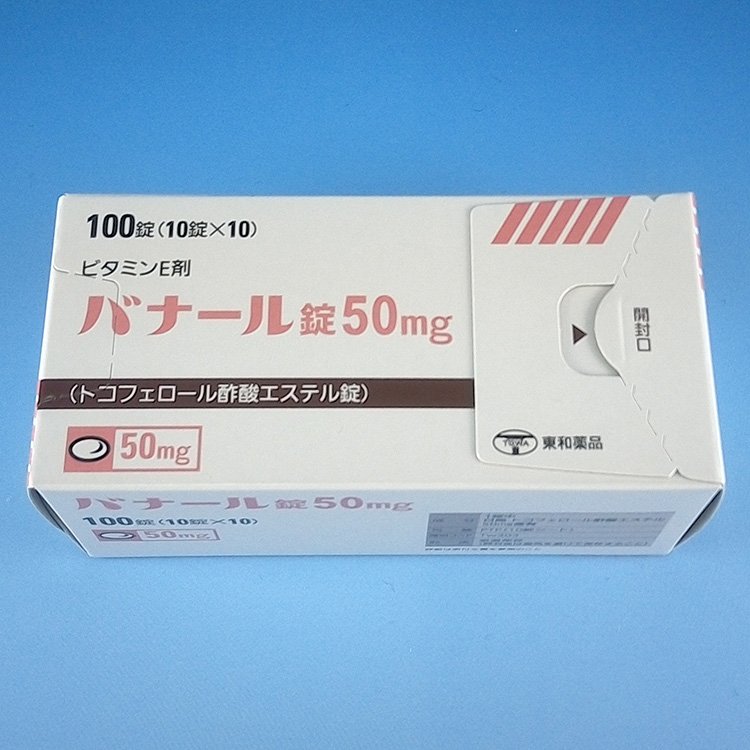 100錠(10錠×10)
ビタミンE剤
バナール錠50mg
(トコフェロール酢酸エステル錠)
50mg
開封口
TOWA
東和薬品
バナール錠50mg
100錠(10錠×10)
50mg